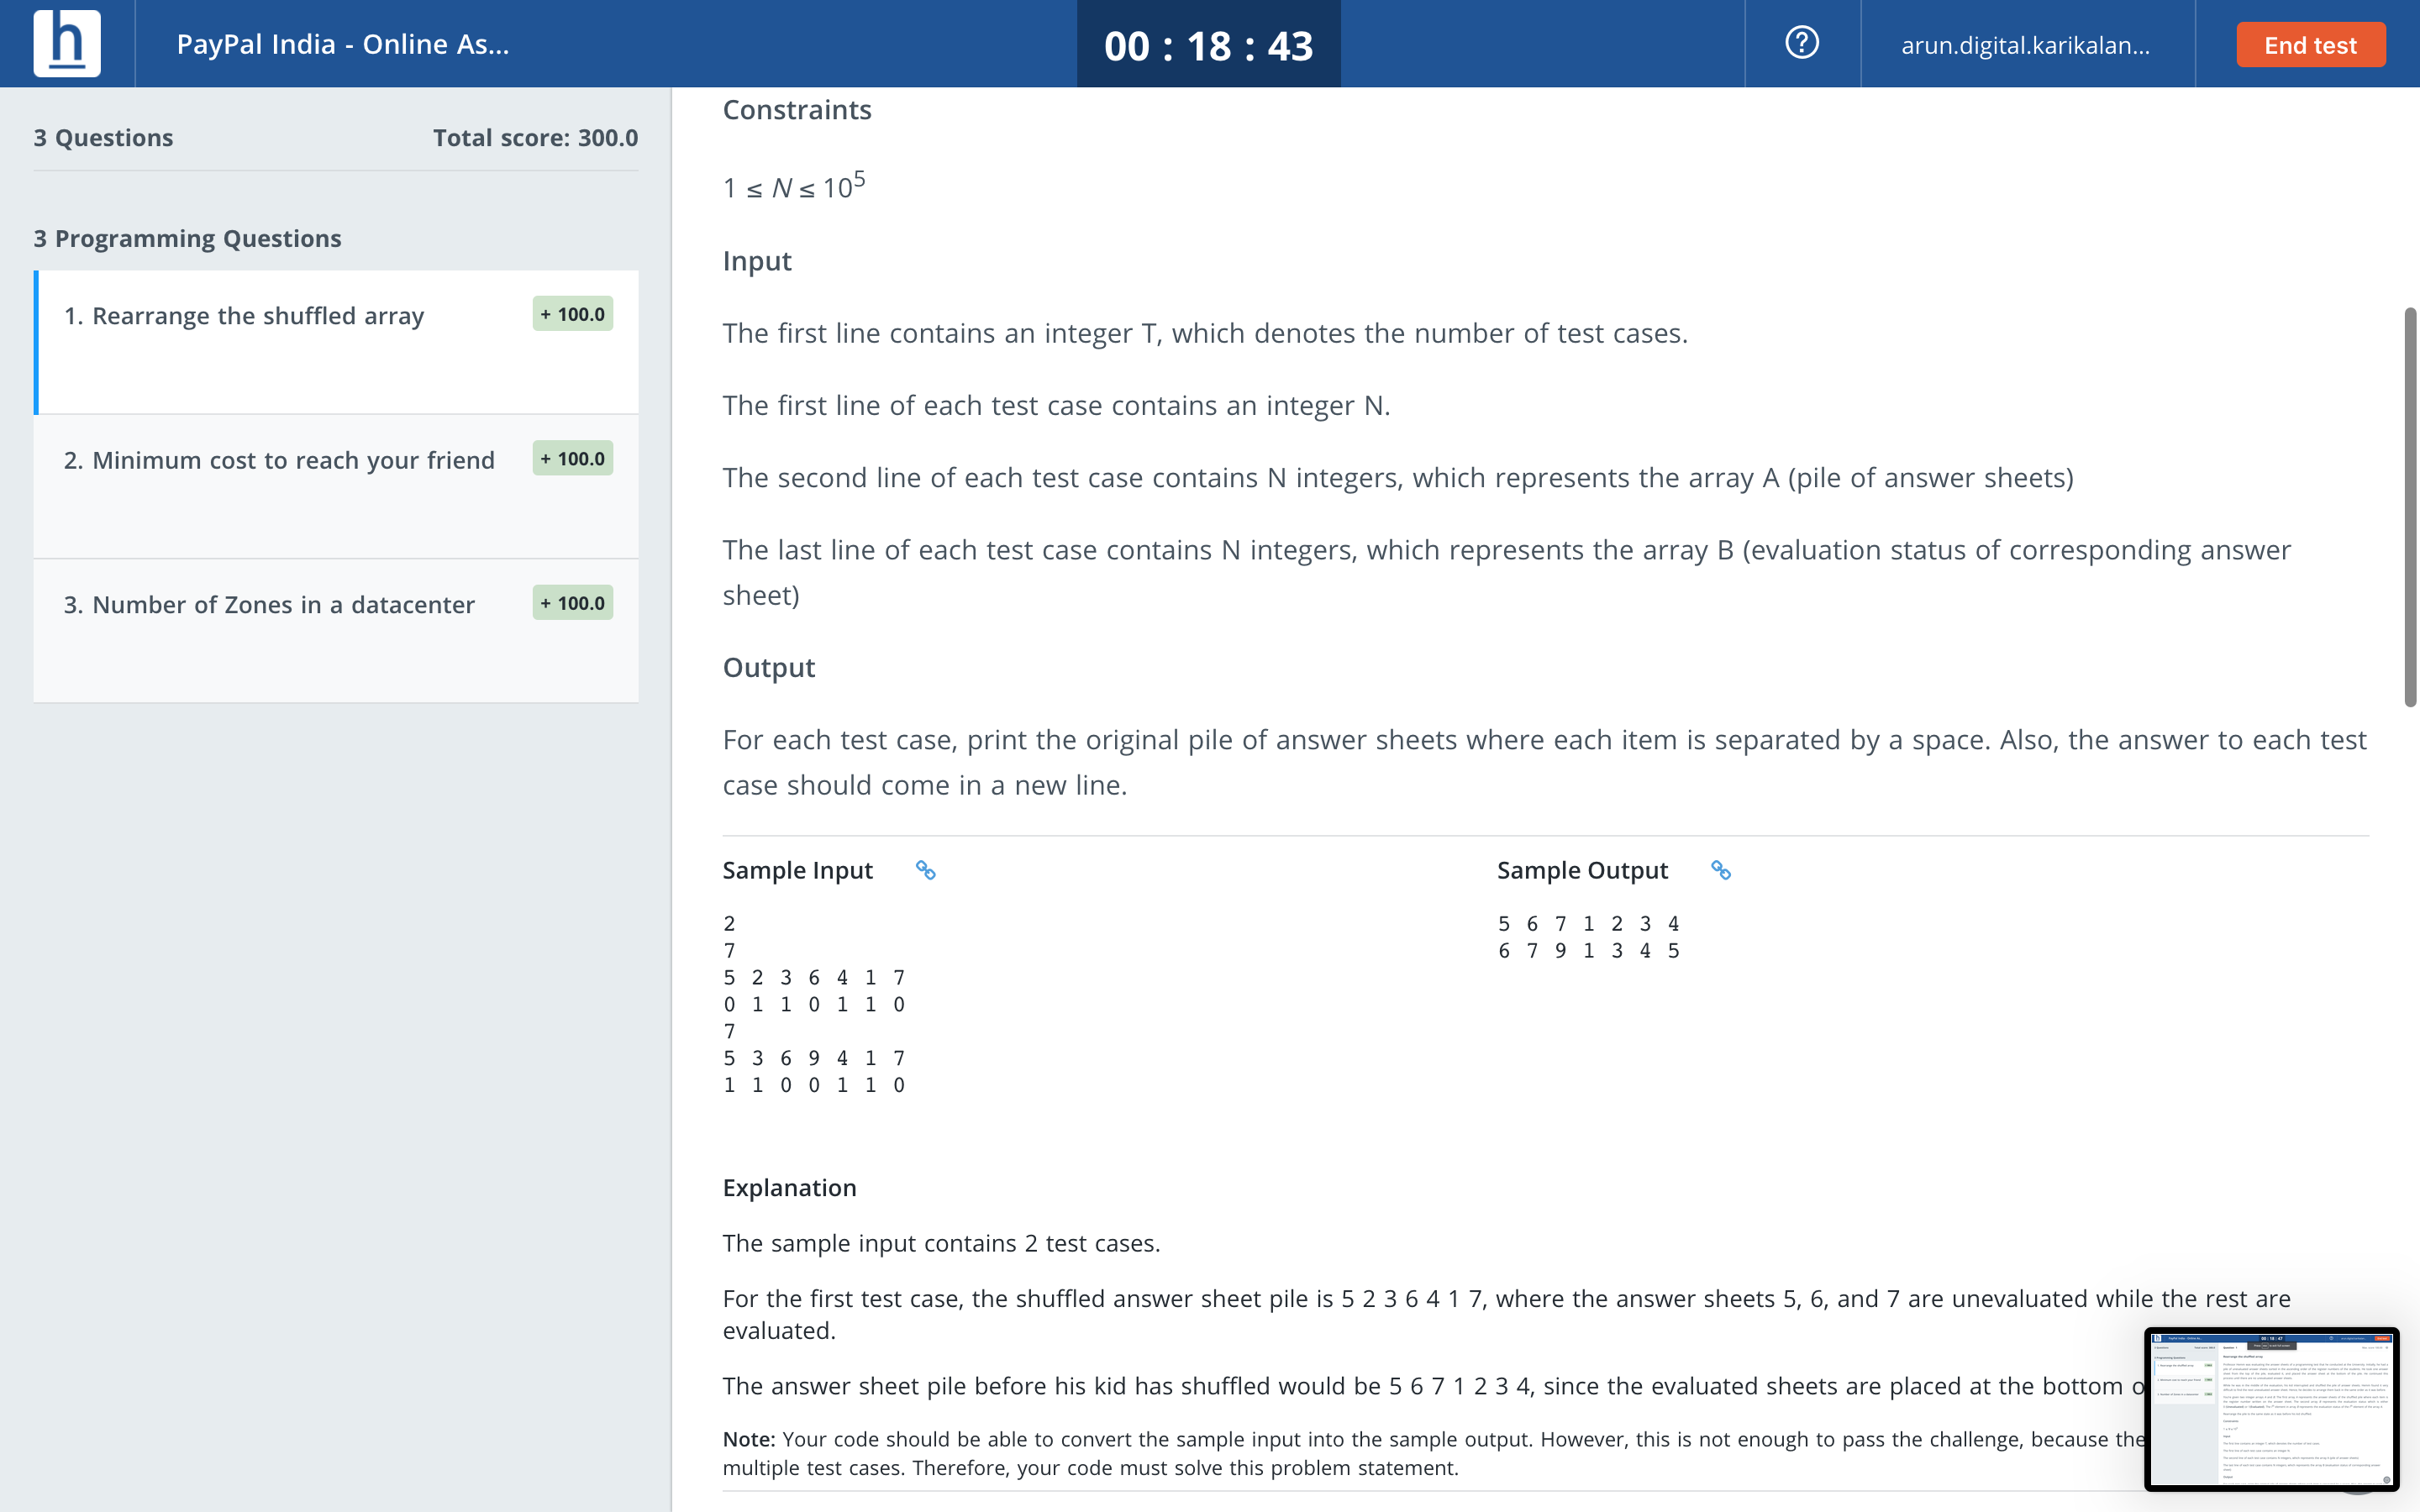 h PayPal India - Online As... 00 : 18 : 43 ? arun.digital.karikalan... End test
3 Questions Total score: 300.0
3 Programming Questions
1. Rearrange the shuffled array + 100.0
2. Minimum cost to reach your friend + 100.0
3. Number of Zones in a datacenter + 100.0
Constraints
1 ≤ N ≤ 10^5
Input
The first line contains an integer T, which denotes the number of test cases.
The first line of each test case contains an integer N.
The second line of each test case contains N integers, which represents the array A (pile of answer sheets)
The last line of each test case contains N integers, which represents the array B (evaluation status of corresponding answer
sheet)
Output
For each test case, print the original pile of answer sheets where each item is separated by a space. Also, the answer to each test
case should come in a new line.
Sample Input
2
7
5 2 3 6 4 1 7
0 1 1 0 1 1 0
7
5 3 6 9 4 1 7
1 1 0 0 1 1 0
Sample Output
5 6 7 1 2 3 4
6 7 9 1 3 4 5
Explanation
The sample input contains 2 test cases.
For the first test case, the shuffled answer sheet pile is 5 2 3 6 4 1 7, where the answer sheets 5, 6, and 7 are unevaluated while the rest are
evaluated.
The answer sheet pile before his kid has shuffled would be 5 6 7 1 2 3 4, since the evaluated sheets are placed at the bottom o
Note: Your code should be able to convert the sample input into the sample output. However, this is not enough to pass the challenge, because the
multiple test cases. Therefore, your code must solve this problem statement.